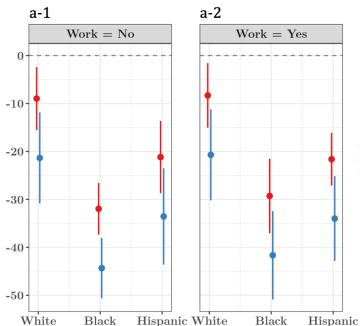 a-1
a-2
Work = No
Work = Yes
0
-10
-20
-30
-40
-50
White Black Hispanic
White Black Hispanic